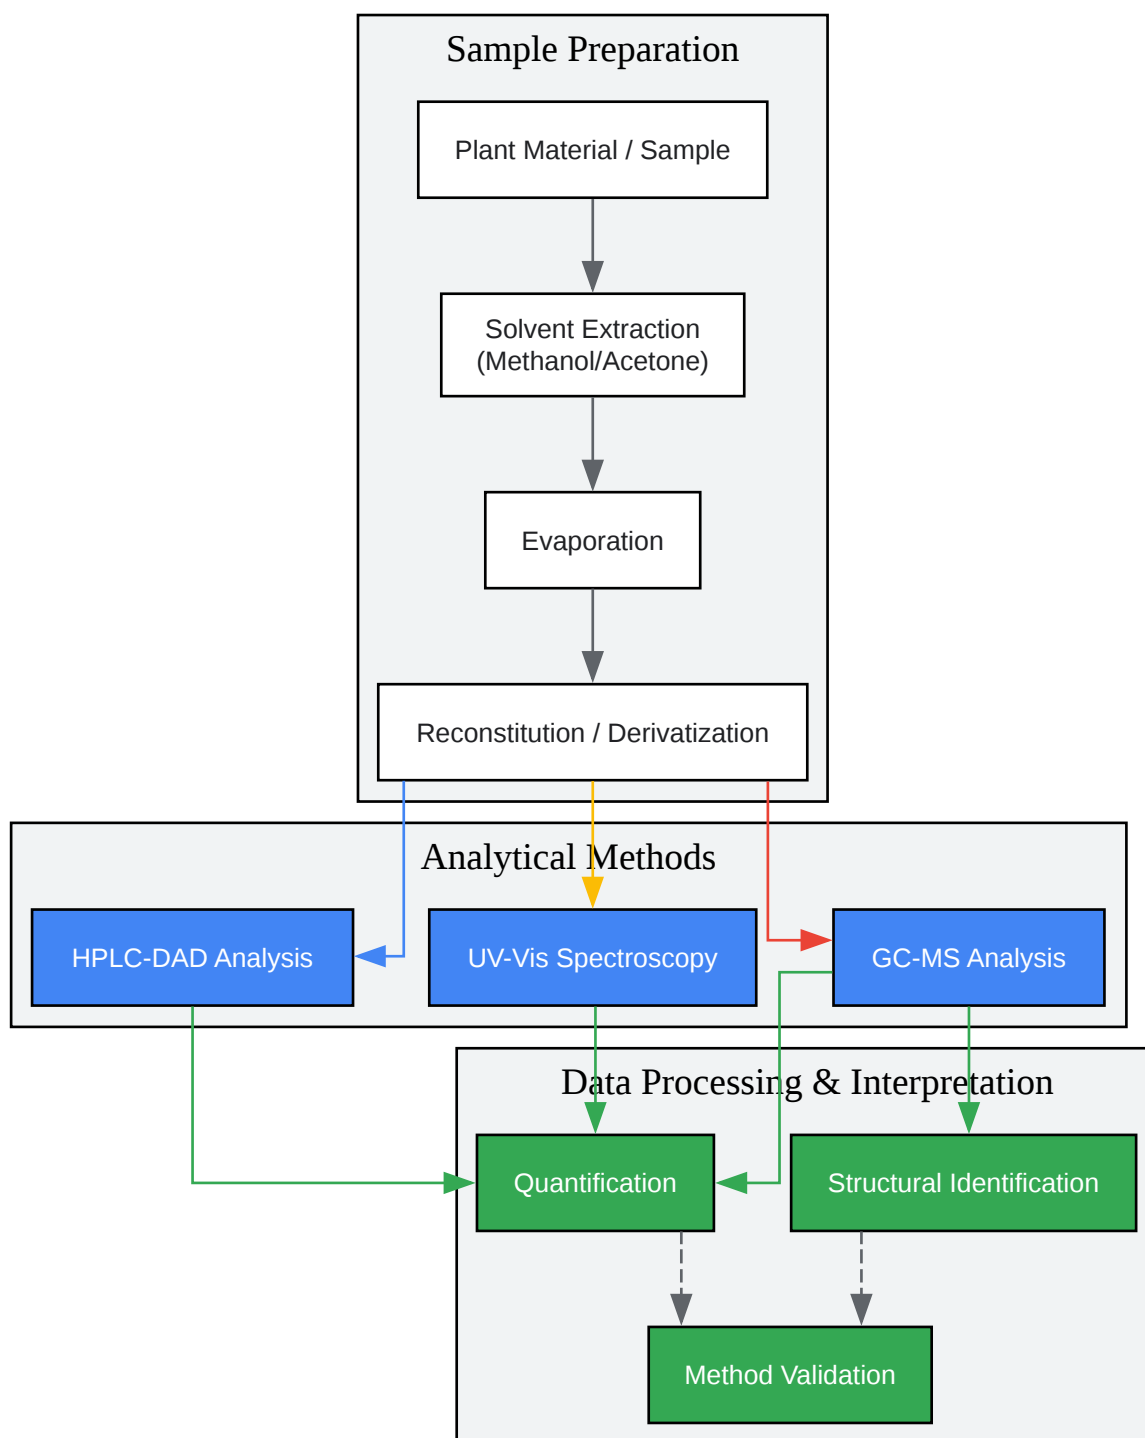 Sample Preparation
Plant Material / Sample
Solvent Extraction
(Methanol/Acetone)
Evaporation
Reconstitution / Derivatization
Analytical Methods
HPLC-DAD Analysis
UV-Vis Spectroscopy
GC-MS Analysis
Data Processing & Interpretation
Quantification
Structural Identification
Method Validation